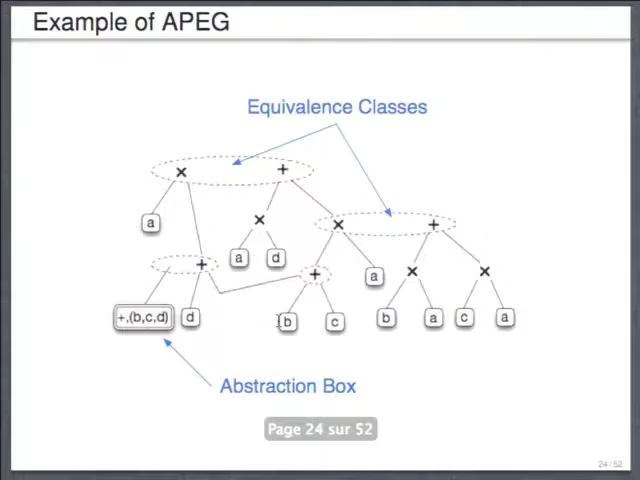 Example of APEG
Equivalence Classes
× +
a × × +
a d
+ + a × ×
+,(b,c,d) d b c b a c a
Abstraction Box
Page 24 sur 52
24 / 52